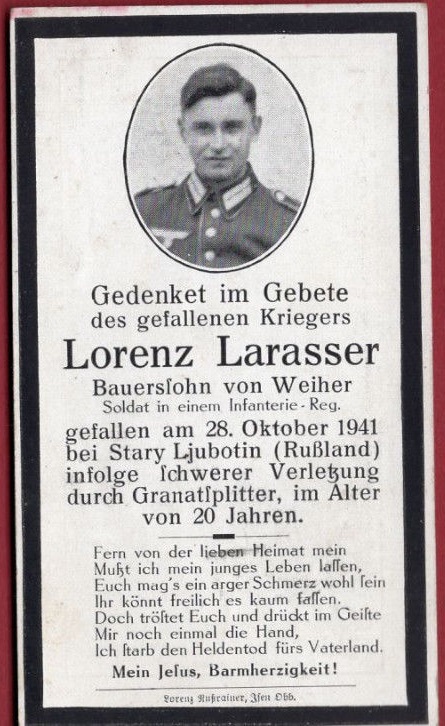 Gedenket im Gebete
des gefallenen Kriegers
Lorenz Larasser
Bauersſohn von Weiher
Soldat in einem Infanterie-Reg.
gefallen am 28. Oktober 1941
bei Stary Ljubotin (Rußland)
infolge ſchwerer Verletzung
durch Granatſplitter, im Alter
von 20 Jahren.
Fern von der lieben Heimat mein
Mußt ich mein junges Leben laſſen,
Euch mag's ein arger Schmerz wohl ſein
Ihr könnt freilich es kaum faſſen.
Doch tröſtet Euch und drückt im Geiſte
Mir noch einmal die Hand,
Ich ſtarb den Heldentod fürs Vaterland.
Mein Jeſus, Barmherzigkeit!
Lorenz Nußrainer, Iſen Obb.